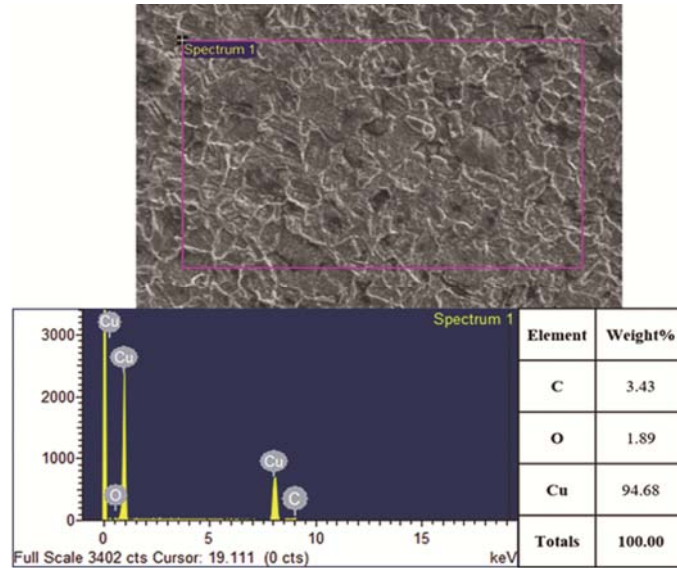 Spectrum 1
Spectrum 1
3000
2000
1000
0
Cu
Cu
O
Cu
C
0 5 10 15
Full Scale 3402 cts Cursor: 19.111 (0 cts) keV
Element Weight%
C 3.43
O 1.89
Cu 94.68
Totals 100.00